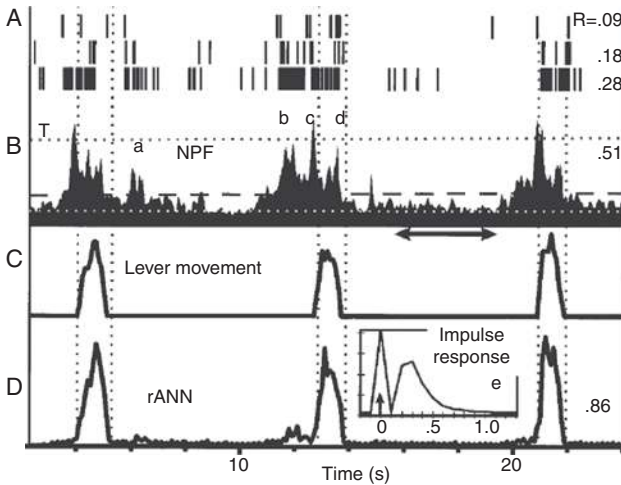 A R=.09
.18
.28
T b c d
B a NPF .51
C Lever movement
Impulse
response
e
D rANN .86
0 .5 1.0
10 20
Time (s)